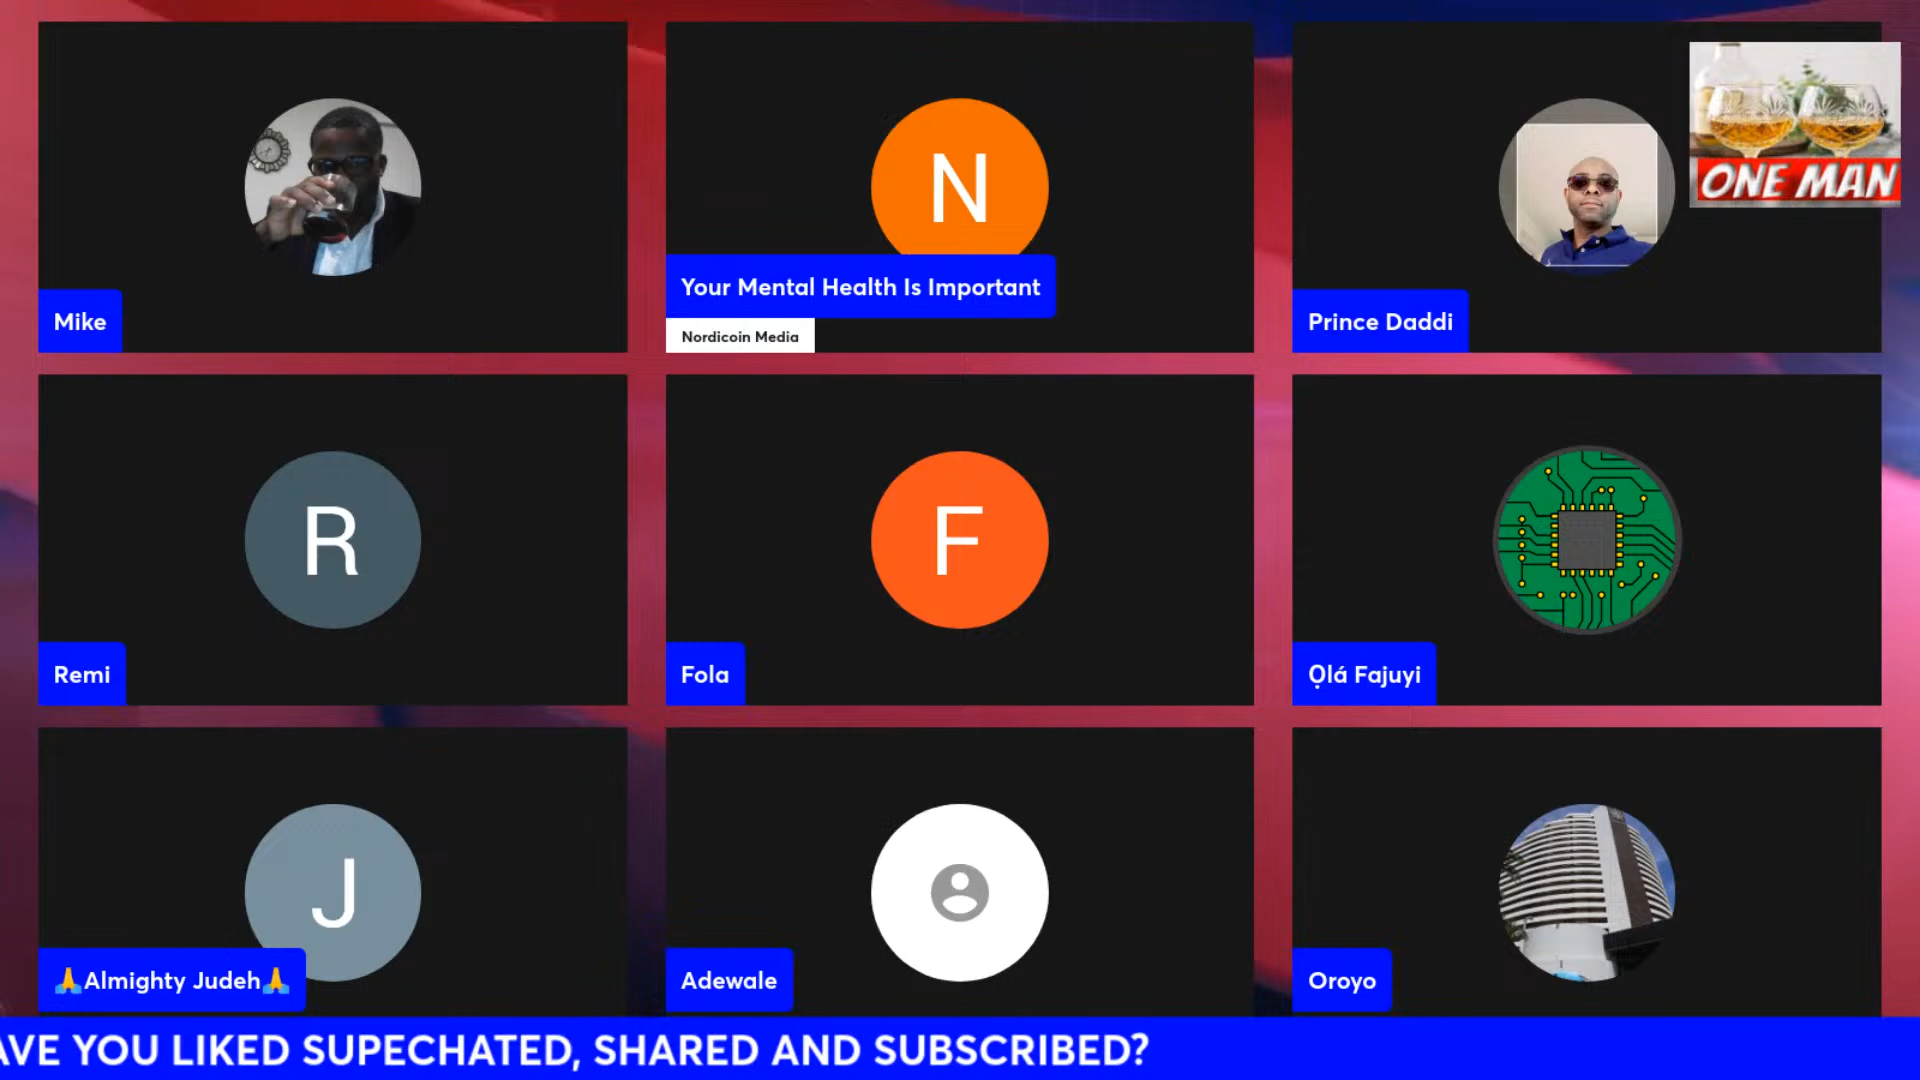 Mike
N
Your Mental Health Is Important
Nordicoin Media
Prince Daddi
ONE MAN
R
Remi
F
Fola
Ọlá Fajuyi
J
🙏Almighty Judeh🙏
Adewale
Oroyo
AVE YOU LIKED SUPECHATED, SHARED AND SUBSCRIBED?